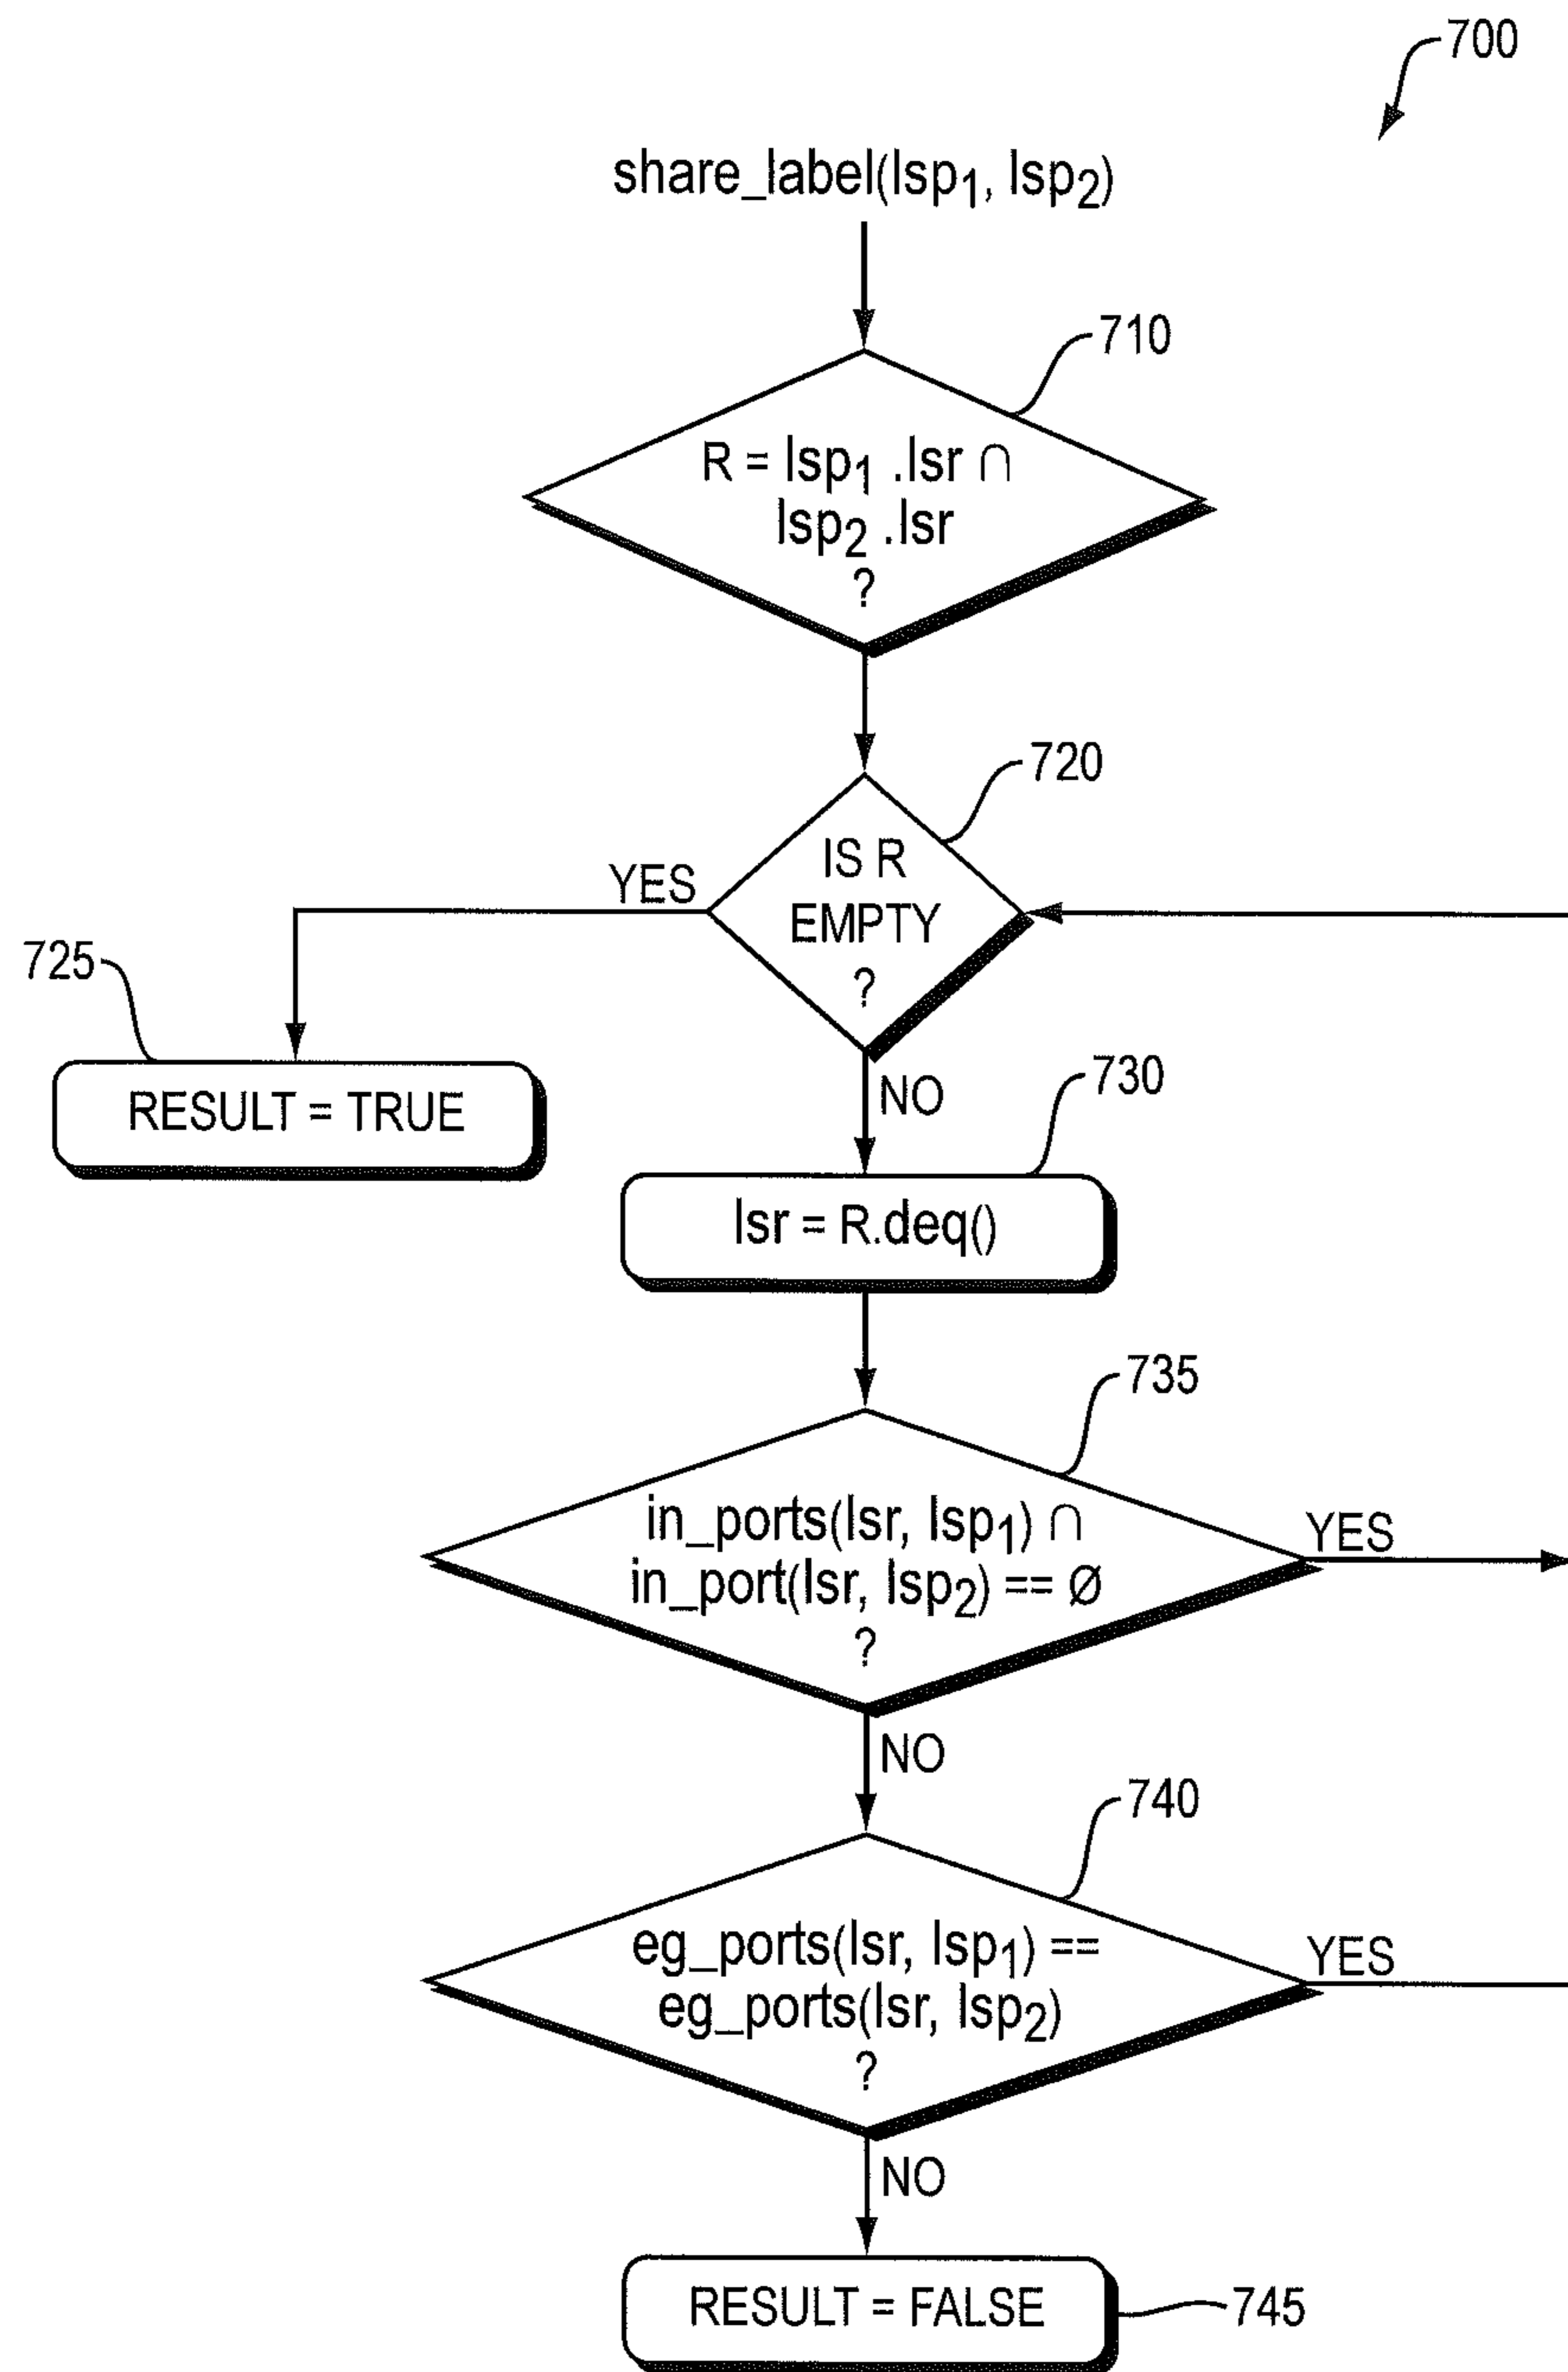 700
share_label(lsp1, lsp2)
710
R = lsp1 .lsr ∩
lsp2 .lsr
?
720
IS R
EMPTY
?
YES
725
RESULT = TRUE
NO
730
lsr = R.deq()
735
in_ports(lsr, lsp1) ∩
in_port(lsr, lsp2) == Ø
?
YES
NO
740
eg_ports(lsr, lsp1) ==
eg_ports(lsr, lsp2)
?
YES
NO
RESULT = FALSE
745